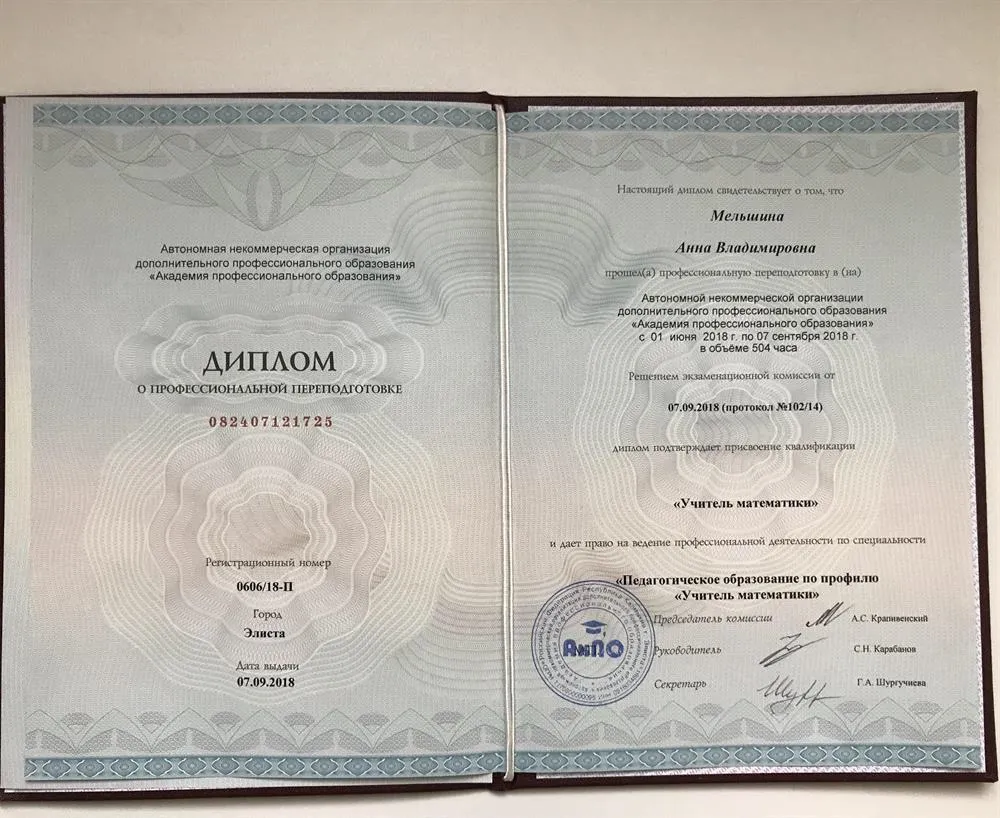 Автономная некоммерческая организация
дополнительного профессионального образования
«Академия профессионального образования»
ДИПЛОМ
О ПРОФЕССИОНАЛЬНОЙ ПЕРЕПОДГОТОВКЕ
082407121725
Регистрационный номер
0606/18-П
Город
Элиста
Дата выдачи
07.09.2018
Настоящий диплом свидетельствует о том, что
Мельшина
Анна Владимировна
прошел(а) профессиональную переподготовку в (на)
Автономной некоммерческой организации
дополнительного профессионального образования
«Академия профессионального образования»
с 01 июня 2018 г. по 07 сентября 2018 г.
в объёме 504 часа
Решением экзаменационной комиссии от
07.09.2018 (протокол №102/14)
диплом подтверждает присвоение квалификации
«Учитель математики»
и дает право на ведение профессиональной деятельности по специальности
«Педагогическое образование по профилю
«Учитель математики»
Председатель комиссии А.С. Крапивенский
Руководитель С.Н. Карабанов
Секретарь Г.А. Шургучиева
АНПО